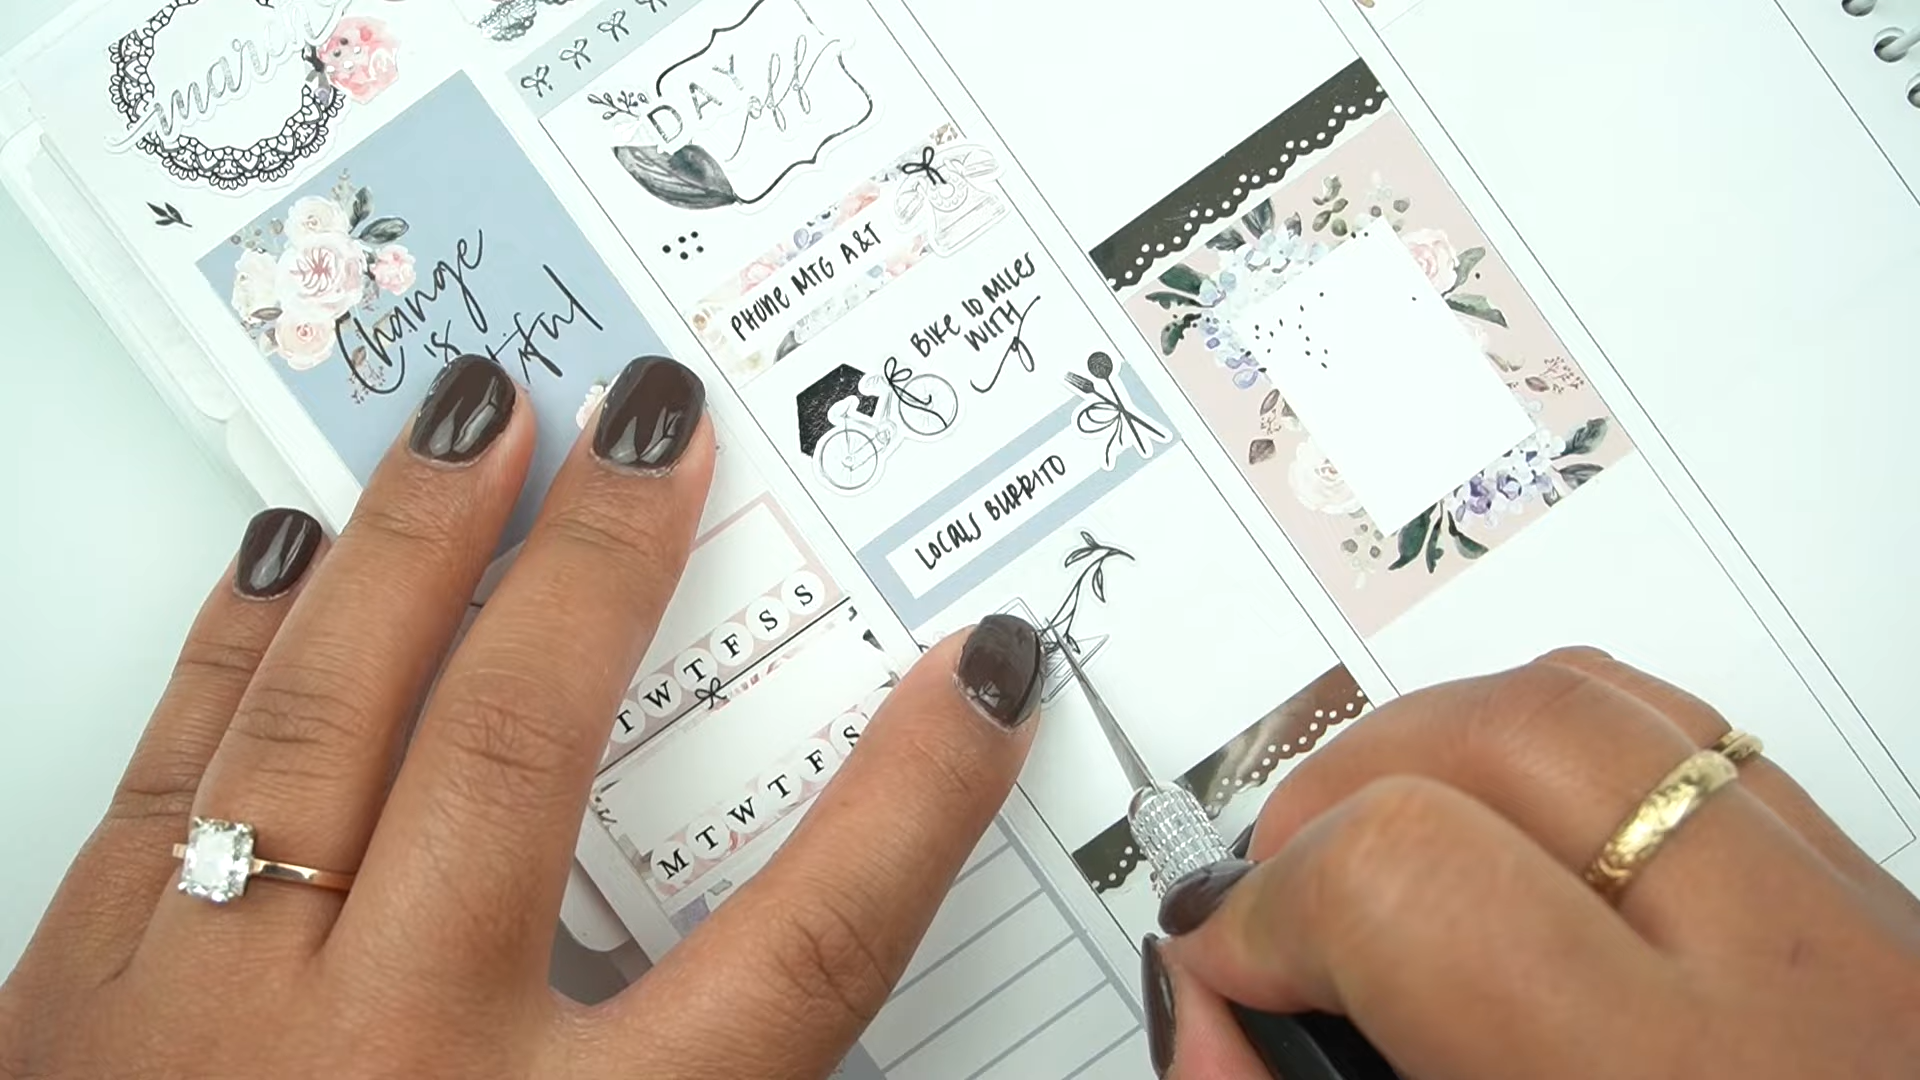 march
DAY
off
Change
is
PHONE MTG A&T
BIKE 10 MILES
WITH
LOCALS BURRITO
T W T F S S
M T W T F S